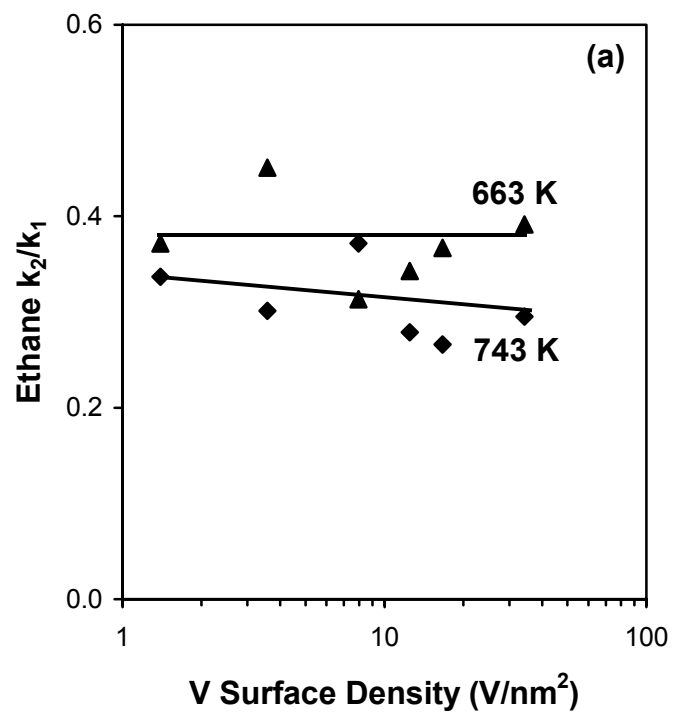 0.6
(a)
663 K
0.4
Ethane k₂/k₁
743 K
0.2
0.0
1
10
100
V Surface Density (V/nm²)